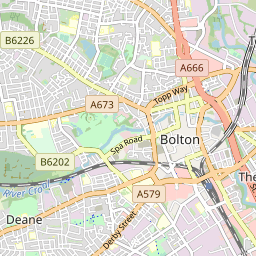 B6226
A666
Topp Way
A673
Spa Road
Bolton
B6202
River Croal
A579
The
Deane
Derby Street